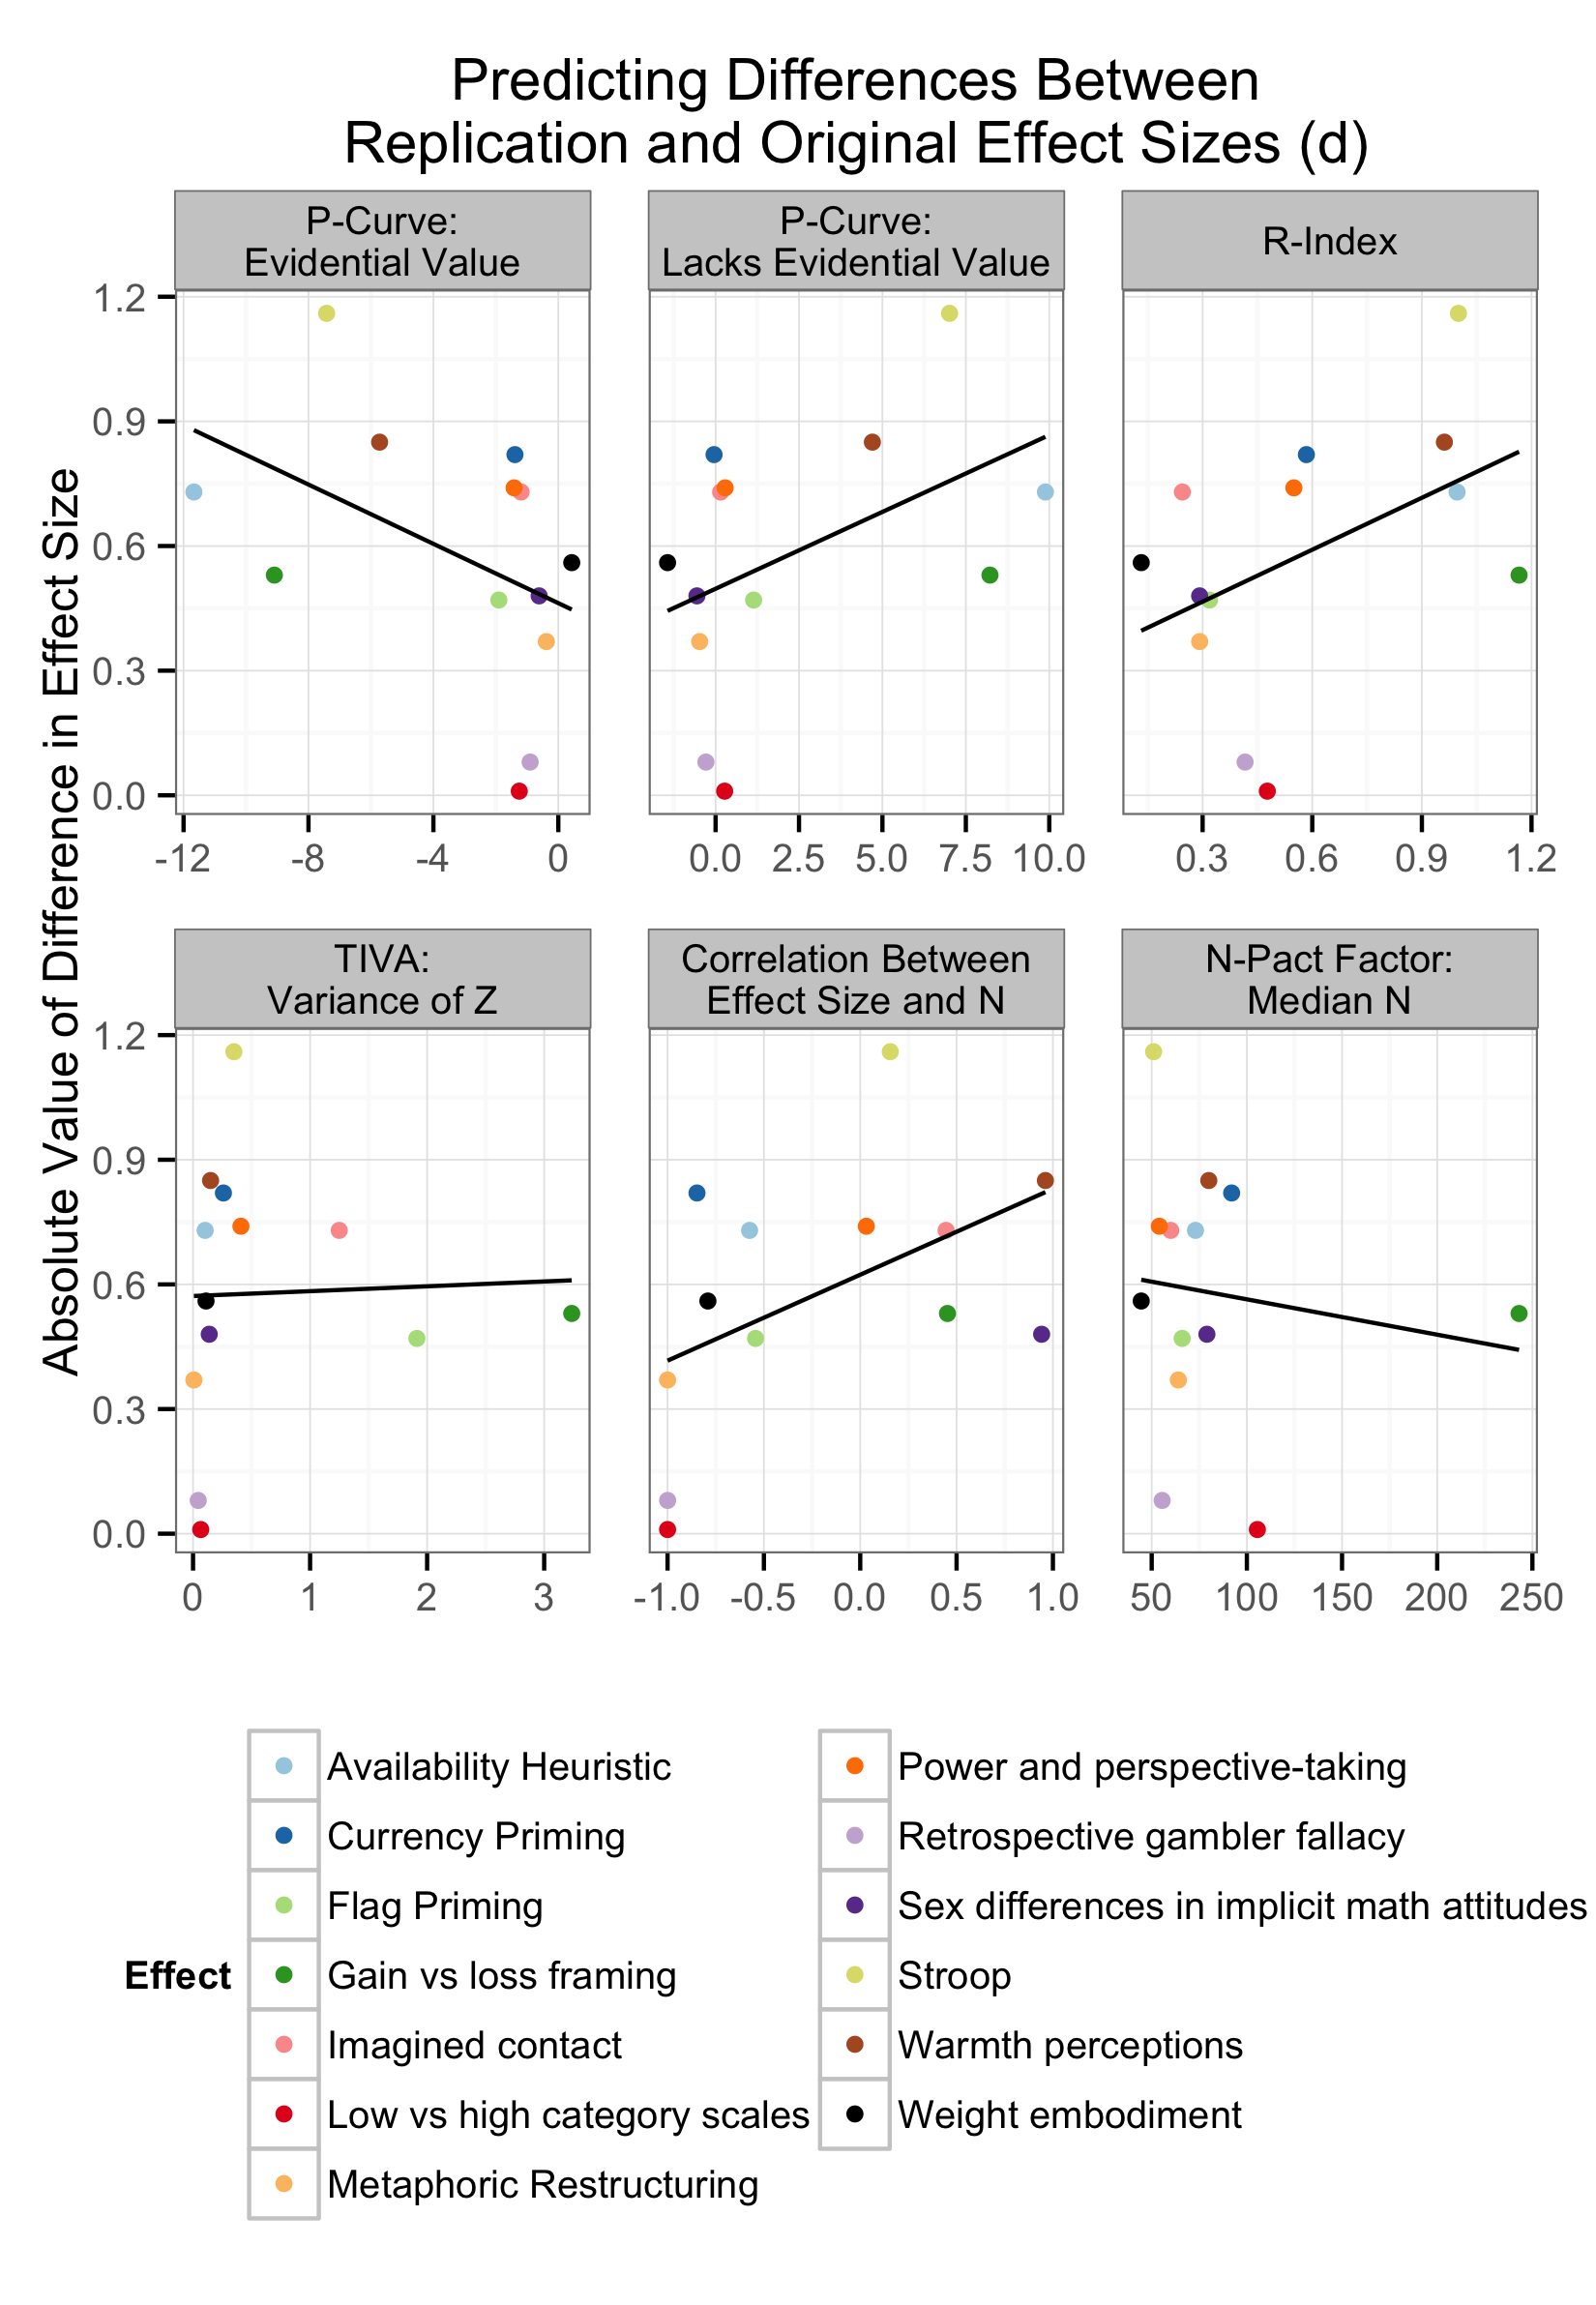 Predicting Differences Between
Replication and Original Effect Sizes (d)
Absolute Value of Difference in Effect Size
P-Curve:
Evidential Value
P-Curve:
Lacks Evidential Value
R-Index
1.2
0.9
0.6
0.3
0.0
-12 -8 -4 0
0.0 2.5 5.0 7.5 10.0
0.3 0.6 0.9 1.2
TIVA:
Variance of Z
Correlation Between
Effect Size and N
N-Pact Factor:
Median N
1.2
0.9
0.6
0.3
0.0
0 1 2 3
-1.0 -0.5 0.0 0.5 1.0
50 100 150 200 250
Effect
Availability Heuristic
Currency Priming
Flag Priming
Gain vs loss framing
Imagined contact
Low vs high category scales
Metaphoric Restructuring
Power and perspective-taking
Retrospective gambler fallacy
Sex differences in implicit math attitudes
Stroop
Warmth perceptions
Weight embodiment